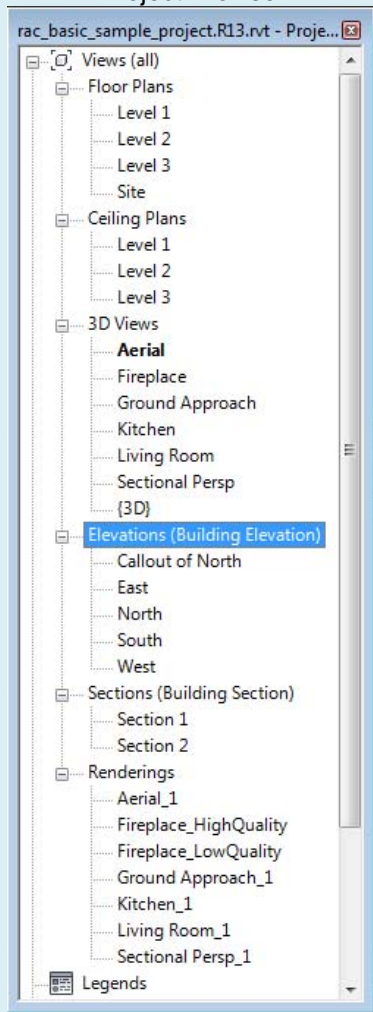 rac_basic_sample_project.R13.rvt - Proje...
Views (all)
Floor Plans
Level 1
Level 2
Level 3
Site
Ceiling Plans
Level 1
Level 2
Level 3
3D Views
Aerial
Fireplace
Ground Approach
Kitchen
Living Room
Sectional Persp
{3D}
Elevations (Building Elevation)
Callout of North
East
North
South
West
Sections (Building Section)
Section 1
Section 2
Renderings
Aerial_1
Fireplace_HighQuality
Fireplace_LowQuality
Ground Approach_1
Kitchen_1
Living Room_1
Sectional Persp_1
Legends